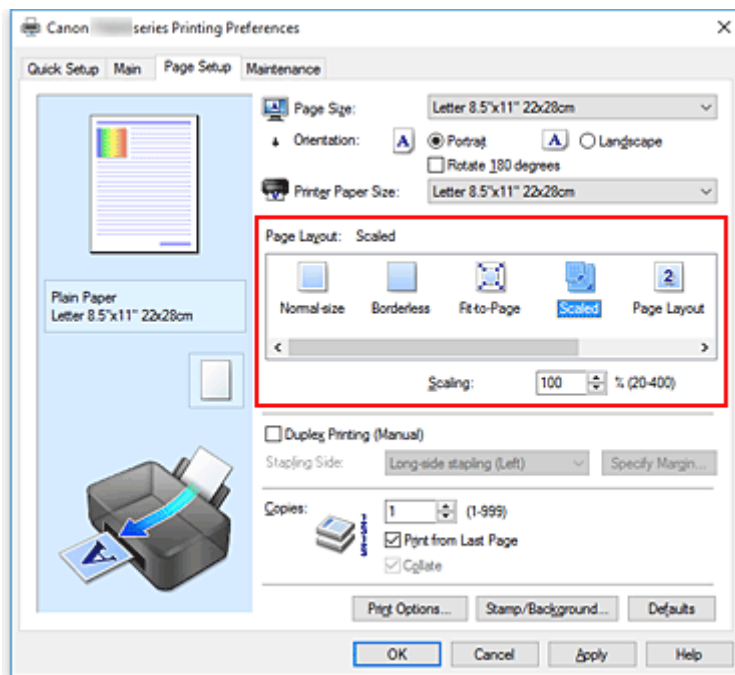 Canon series Printing Preferences
Quick Setup Main Page Setup Maintenance
Page Size: Letter 8.5"x11" 22x28cm
Orientation: A Portrait A Landscape
Rotate 180 degrees
Printer Paper Size: Letter 8.5"x11" 22x28cm
Page Layout: Scaled
Normal-size Borderless Fit-to-Page Scaled Page Layout
Scaling: 100 % (20-400)
Plain Paper
Letter 8.5"x11" 22x28cm
Duplex Printing (Manual)
Stapling Side: Long-side stapling (Left) Specify Margin...
Copies: 1 (1-999)
Print from Last Page
Collate
Print Options... Stamp/Background... Defaults
OK Cancel Apply Help